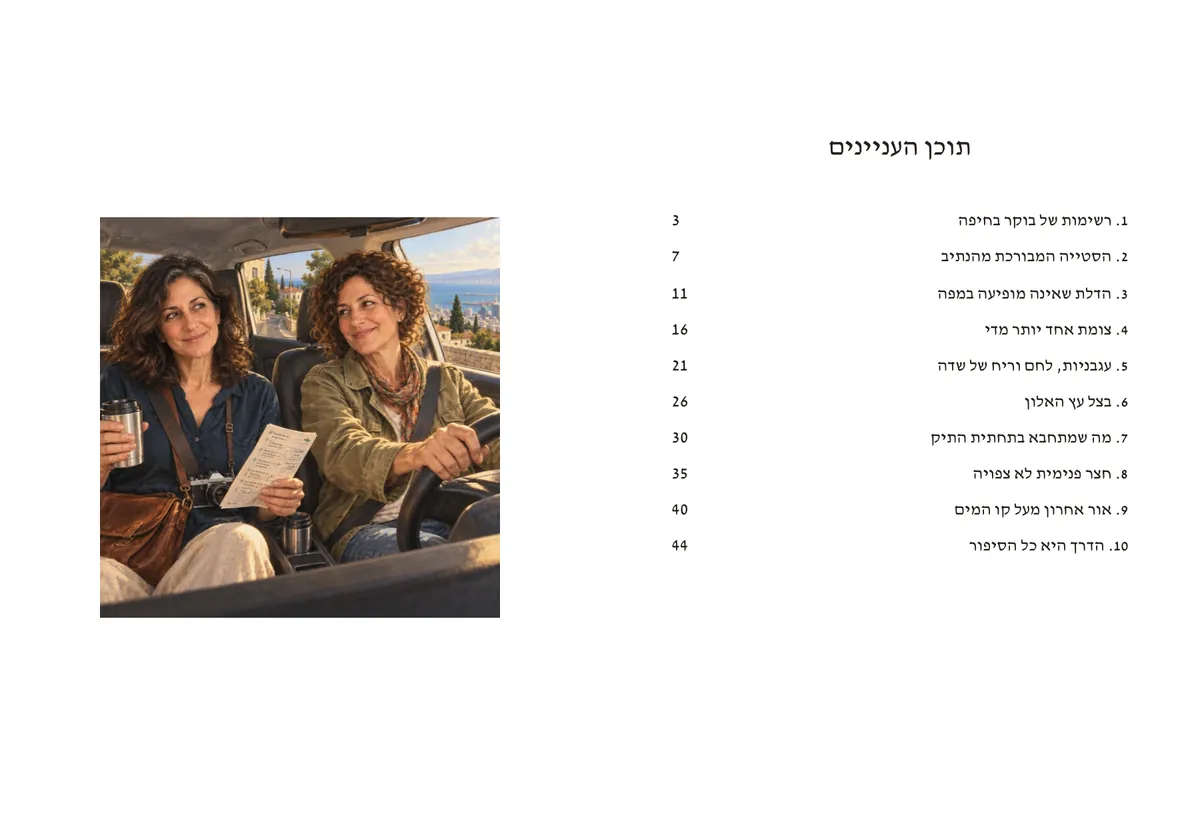 תוכן העניינים
1. רשימות של בוקר בחיפה 3
2. הסטייה המבורכת מהנתיב 7
3. הדלת שאינה מופיעה במפה 11
4. צומת אחד יותר מדי 16
5. עגבניות, לחם וריח של שדה 21
6. בצל עץ האלון 26
7. מה שמתחבא בתחתית התיק 30
8. חצר פנימית לא צפויה 35
9. אור אחרון מעל קו המים 40
10. הדרך היא כל הסיפור 44